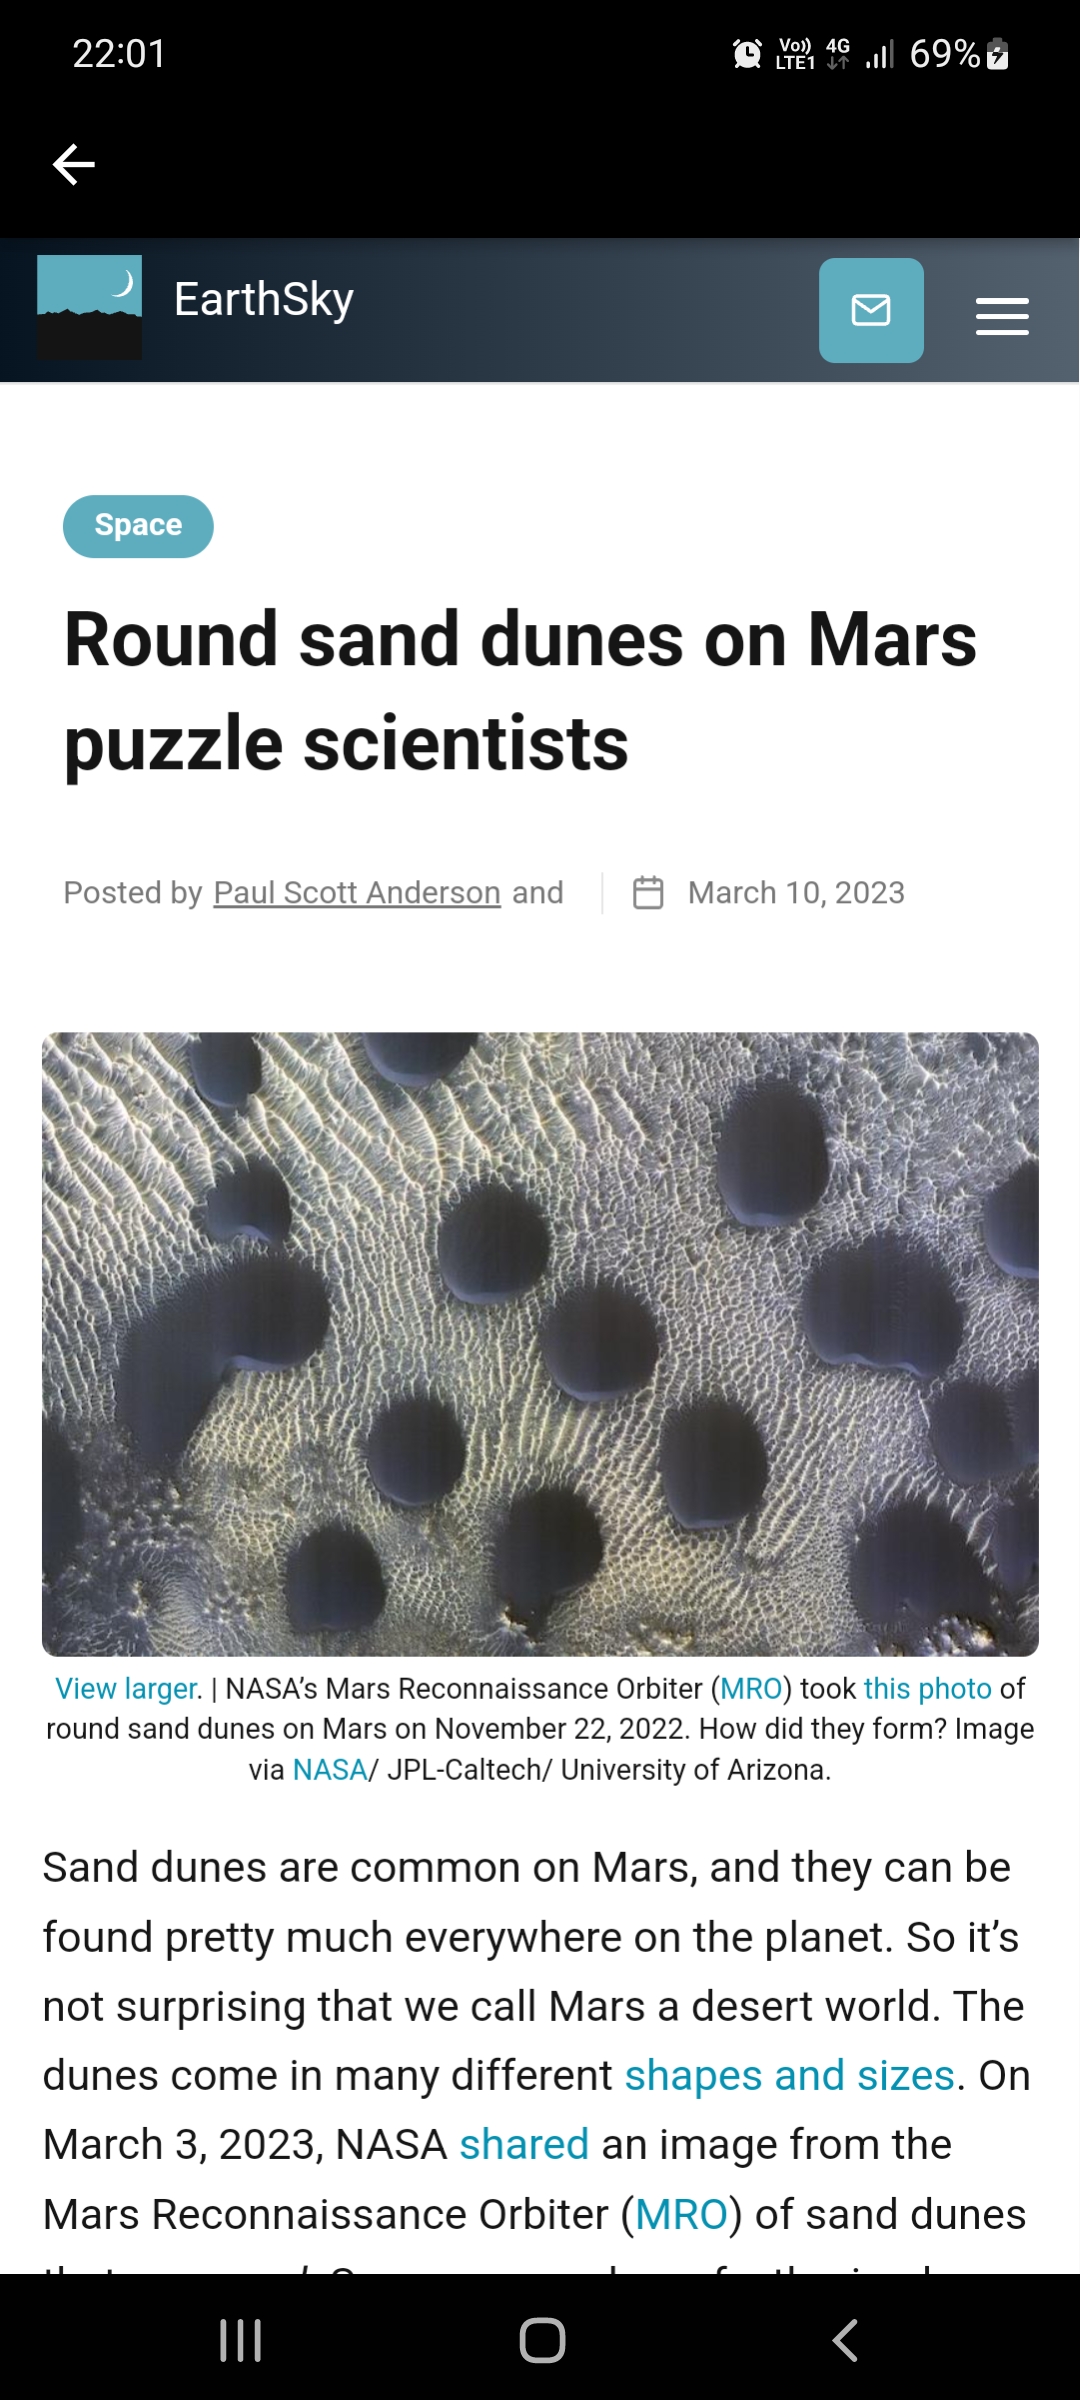 22:01
Vo)) LTE1 4G 69%
EarthSky
Space
Round sand dunes on Mars
puzzle scientists
Posted by Paul Scott Anderson and
March 10, 2023
View larger. | NASA’s Mars Reconnaissance Orbiter (MRO) took this photo of
round sand dunes on Mars on November 22, 2022. How did they form? Image
via NASA/ JPL-Caltech/ University of Arizona.
Sand dunes are common on Mars, and they can be
found pretty much everywhere on the planet. So it’s
not surprising that we call Mars a desert world. The
dunes come in many different shapes and sizes. On
March 3, 2023, NASA shared an image from the
Mars Reconnaissance Orbiter (MRO) of sand dunes